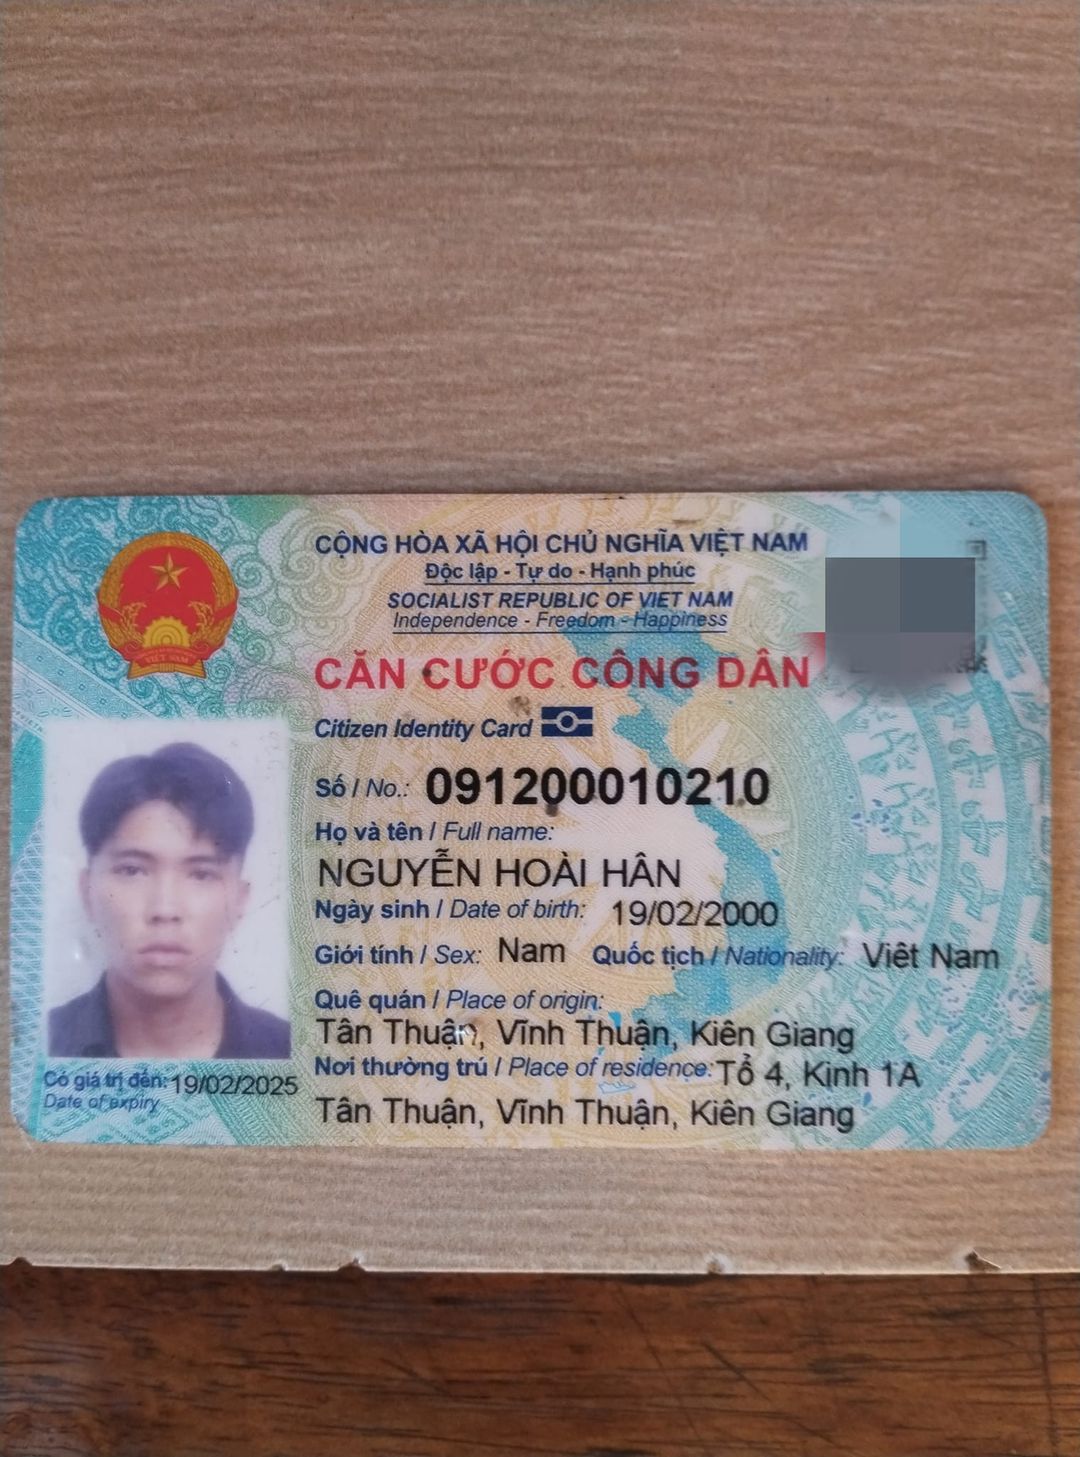 CỘNG HÒA XÃ HỘI CHỦ NGHĨA VIỆT NAM
Độc lập - Tự do - Hạnh phúc
SOCIALIST REPUBLIC OF VIET NAM
Independence - Freedom - Happiness
CĂN CƯỚC CÔNG DÂN
Citizen Identity Card
Số / No.: 091200010210
Họ và tên / Full name:
NGUYỄN HOÀI HÂN
Ngày sinh / Date of birth: 19/02/2000
Giới tính / Sex: Nam Quốc tịch / Nationality: Việt Nam
Quê quán / Place of origin:
Tân Thuận, Vĩnh Thuận, Kiên Giang
Nơi thường trú / Place of residence: Tổ 4, Kinh 1A
Tân Thuận, Vĩnh Thuận, Kiên Giang
Có giá trị đến: 19/02/2025
Date of expiry
VIỆT NAM